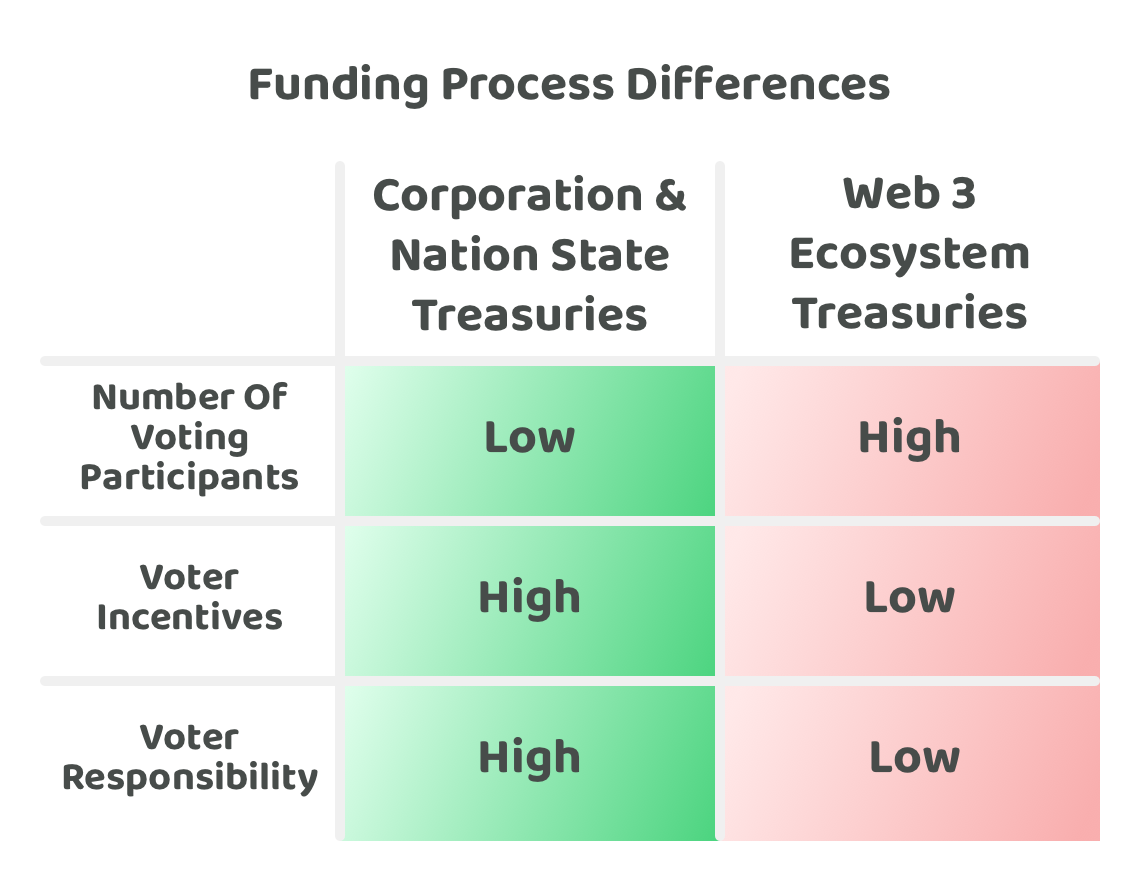 Funding Process Differences
Corporation &
Nation State
Treasuries
Web 3
Ecosystem
Treasuries
Number Of
Voting
Participants
Low
High
Voter
Incentives
High
Low
Voter
Responsibility
High
Low